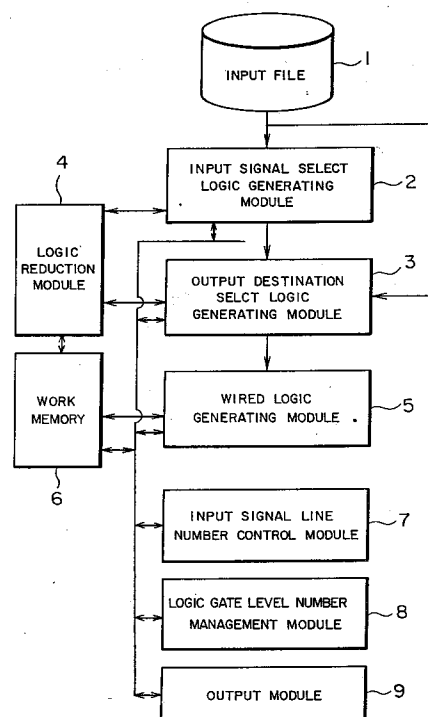 1
INPUT FILE
4
INPUT SIGNAL SELECT
LOGIC GENERATING
MODULE
2
LOGIC
REDUCTION
MODULE
3
OUTPUT DESTINATION
SELCT LOGIC
GENERATING MODULE
WORK
MEMORY
WIRED LOGIC
GENERATING MODULE
5
6
INPUT SIGNAL LINE
NUMBER CONTROL MODULE
7
LOGIC GATE LEVEL NUMBER
MANAGEMENT MODULE
8
OUTPUT MODULE
9